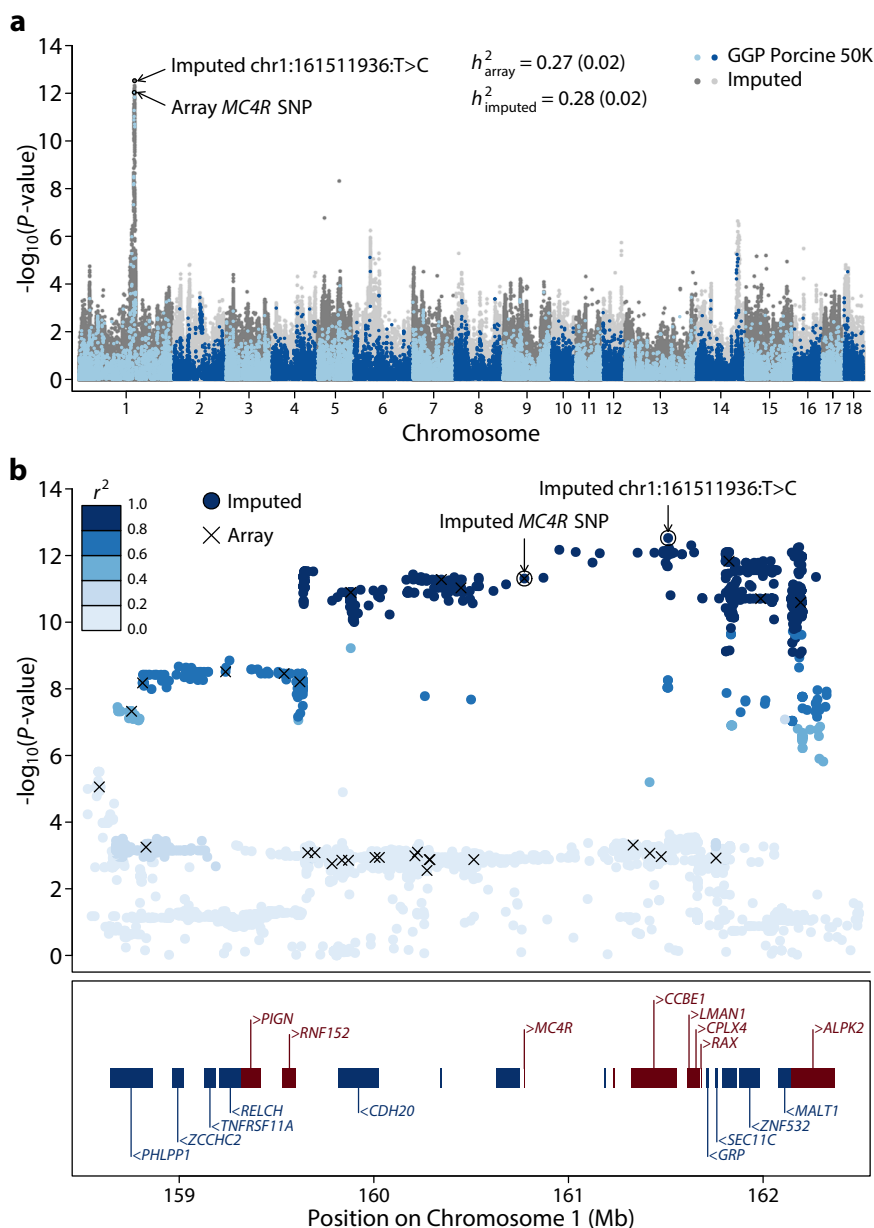 a
14
12
10
8
6
4
2
0
-log10(P-value)
Imputed chr1:161511936:T>C
Array MC4R SNP
h²array = 0.27 (0.02)
h²imputed = 0.28 (0.02)
GGP Porcine 50K
Imputed
1 2 3 4 5 6 7 8 9 10 11 12 13 14 15 16 17 18
Chromosome
b
14
12
10
8
6
4
2
0
-log10(P-value)
r²
1.0
0.8
0.6
0.4
0.2
0.0
Imputed
Array
Imputed chr1:161511936:T>C
Imputed MC4R SNP
>PIGN
>RNF152
>MC4R
>CCBE1
>LMAN1
>CPLX4
>RAX
>ALPK2
<RELCH
<TNFRSF11A
<ZCCHC2
<PHLPP1
<CDH20
<MALT1
<ZNF532
<SEC11C
<GRP
159 160 161 162
Position on Chromosome 1 (Mb)